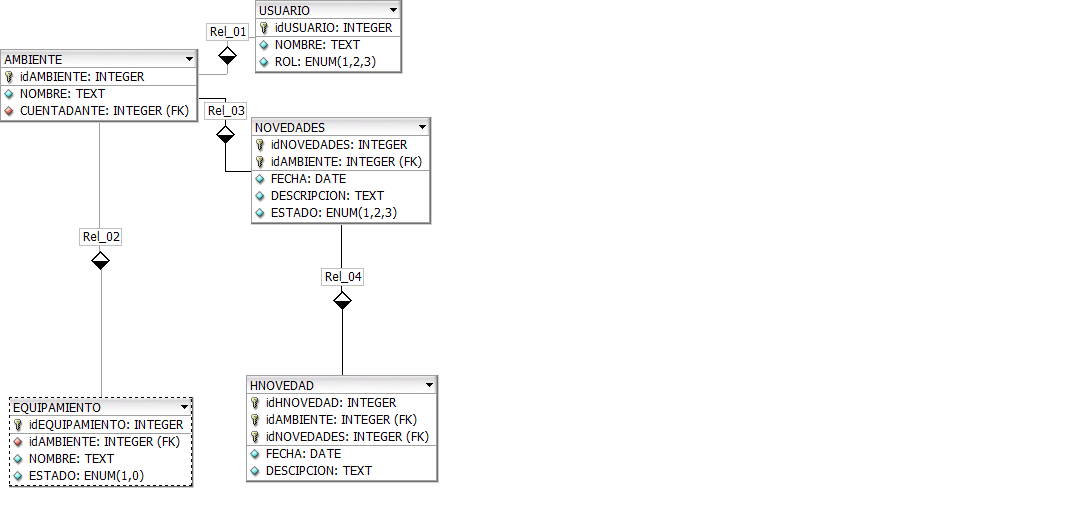 USUARIO
idUSUARIO: INTEGER
NOMBRE: TEXT
ROL: ENUM(1,2,3)
Rel_01
AMBIENTE
idAMBIENTE: INTEGER
NOMBRE: TEXT
CUENTADANTE: INTEGER (FK)
Rel_03
NOVEDADES
idNOVEDADES: INTEGER
idAMBIENTE: INTEGER (FK)
FECHA: DATE
DESCRIPCION: TEXT
ESTADO: ENUM(1,2,3)
Rel_02
Rel_04
EQUIPAMIENTO
idEQUIPAMIENTO: INTEGER
idAMBIENTE: INTEGER (FK)
NOMBRE: TEXT
ESTADO: ENUM(1,0)
HNOVEDAD
idHNOVEDAD: INTEGER
idAMBIENTE: INTEGER (FK)
idNOVEDADES: INTEGER (FK)
FECHA: DATE
DESCIPCION: TEXT